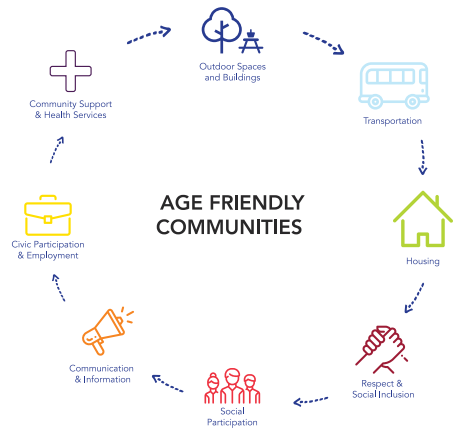 Outdoor Spaces
and Buildings
Transportation
Housing
Respect &
Social Inclusion
Social
Participation
Communication
& Information
Civic Participation
& Employment
Community Support
& Health Services
AGE FRIENDLY
COMMUNITIES